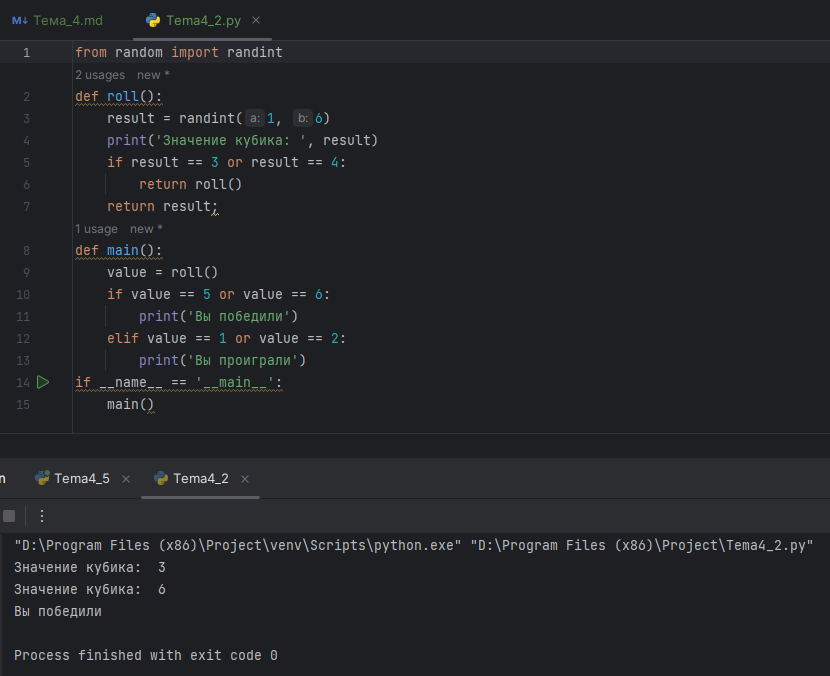 M↓ Тема_4.md Тема4_2.py ×
1 from random import randint
2 usages new *
2 def roll():
3 result = randint( a: 1, b: 6)
4 print('Значение кубика: ', result)
5 if result == 3 or result == 4:
6 return roll()
7 return result;
1 usage new *
8 def main():
9 value = roll()
10 if value == 5 or value == 6:
11 print('Вы победили')
12 elif value == 1 or value == 2:
13 print('Вы проиграли')
14 if __name__ == '__main__':
15 main()
n Тема4_5 × Тема4_2 ×
"D:\Program Files (x86)\Project\venv\Scripts\python.exe" "D:\Program Files (x86)\Project\Тема4_2.py"
Значение кубика:  3
Значение кубика:  6
Вы победили
Process finished with exit code 0